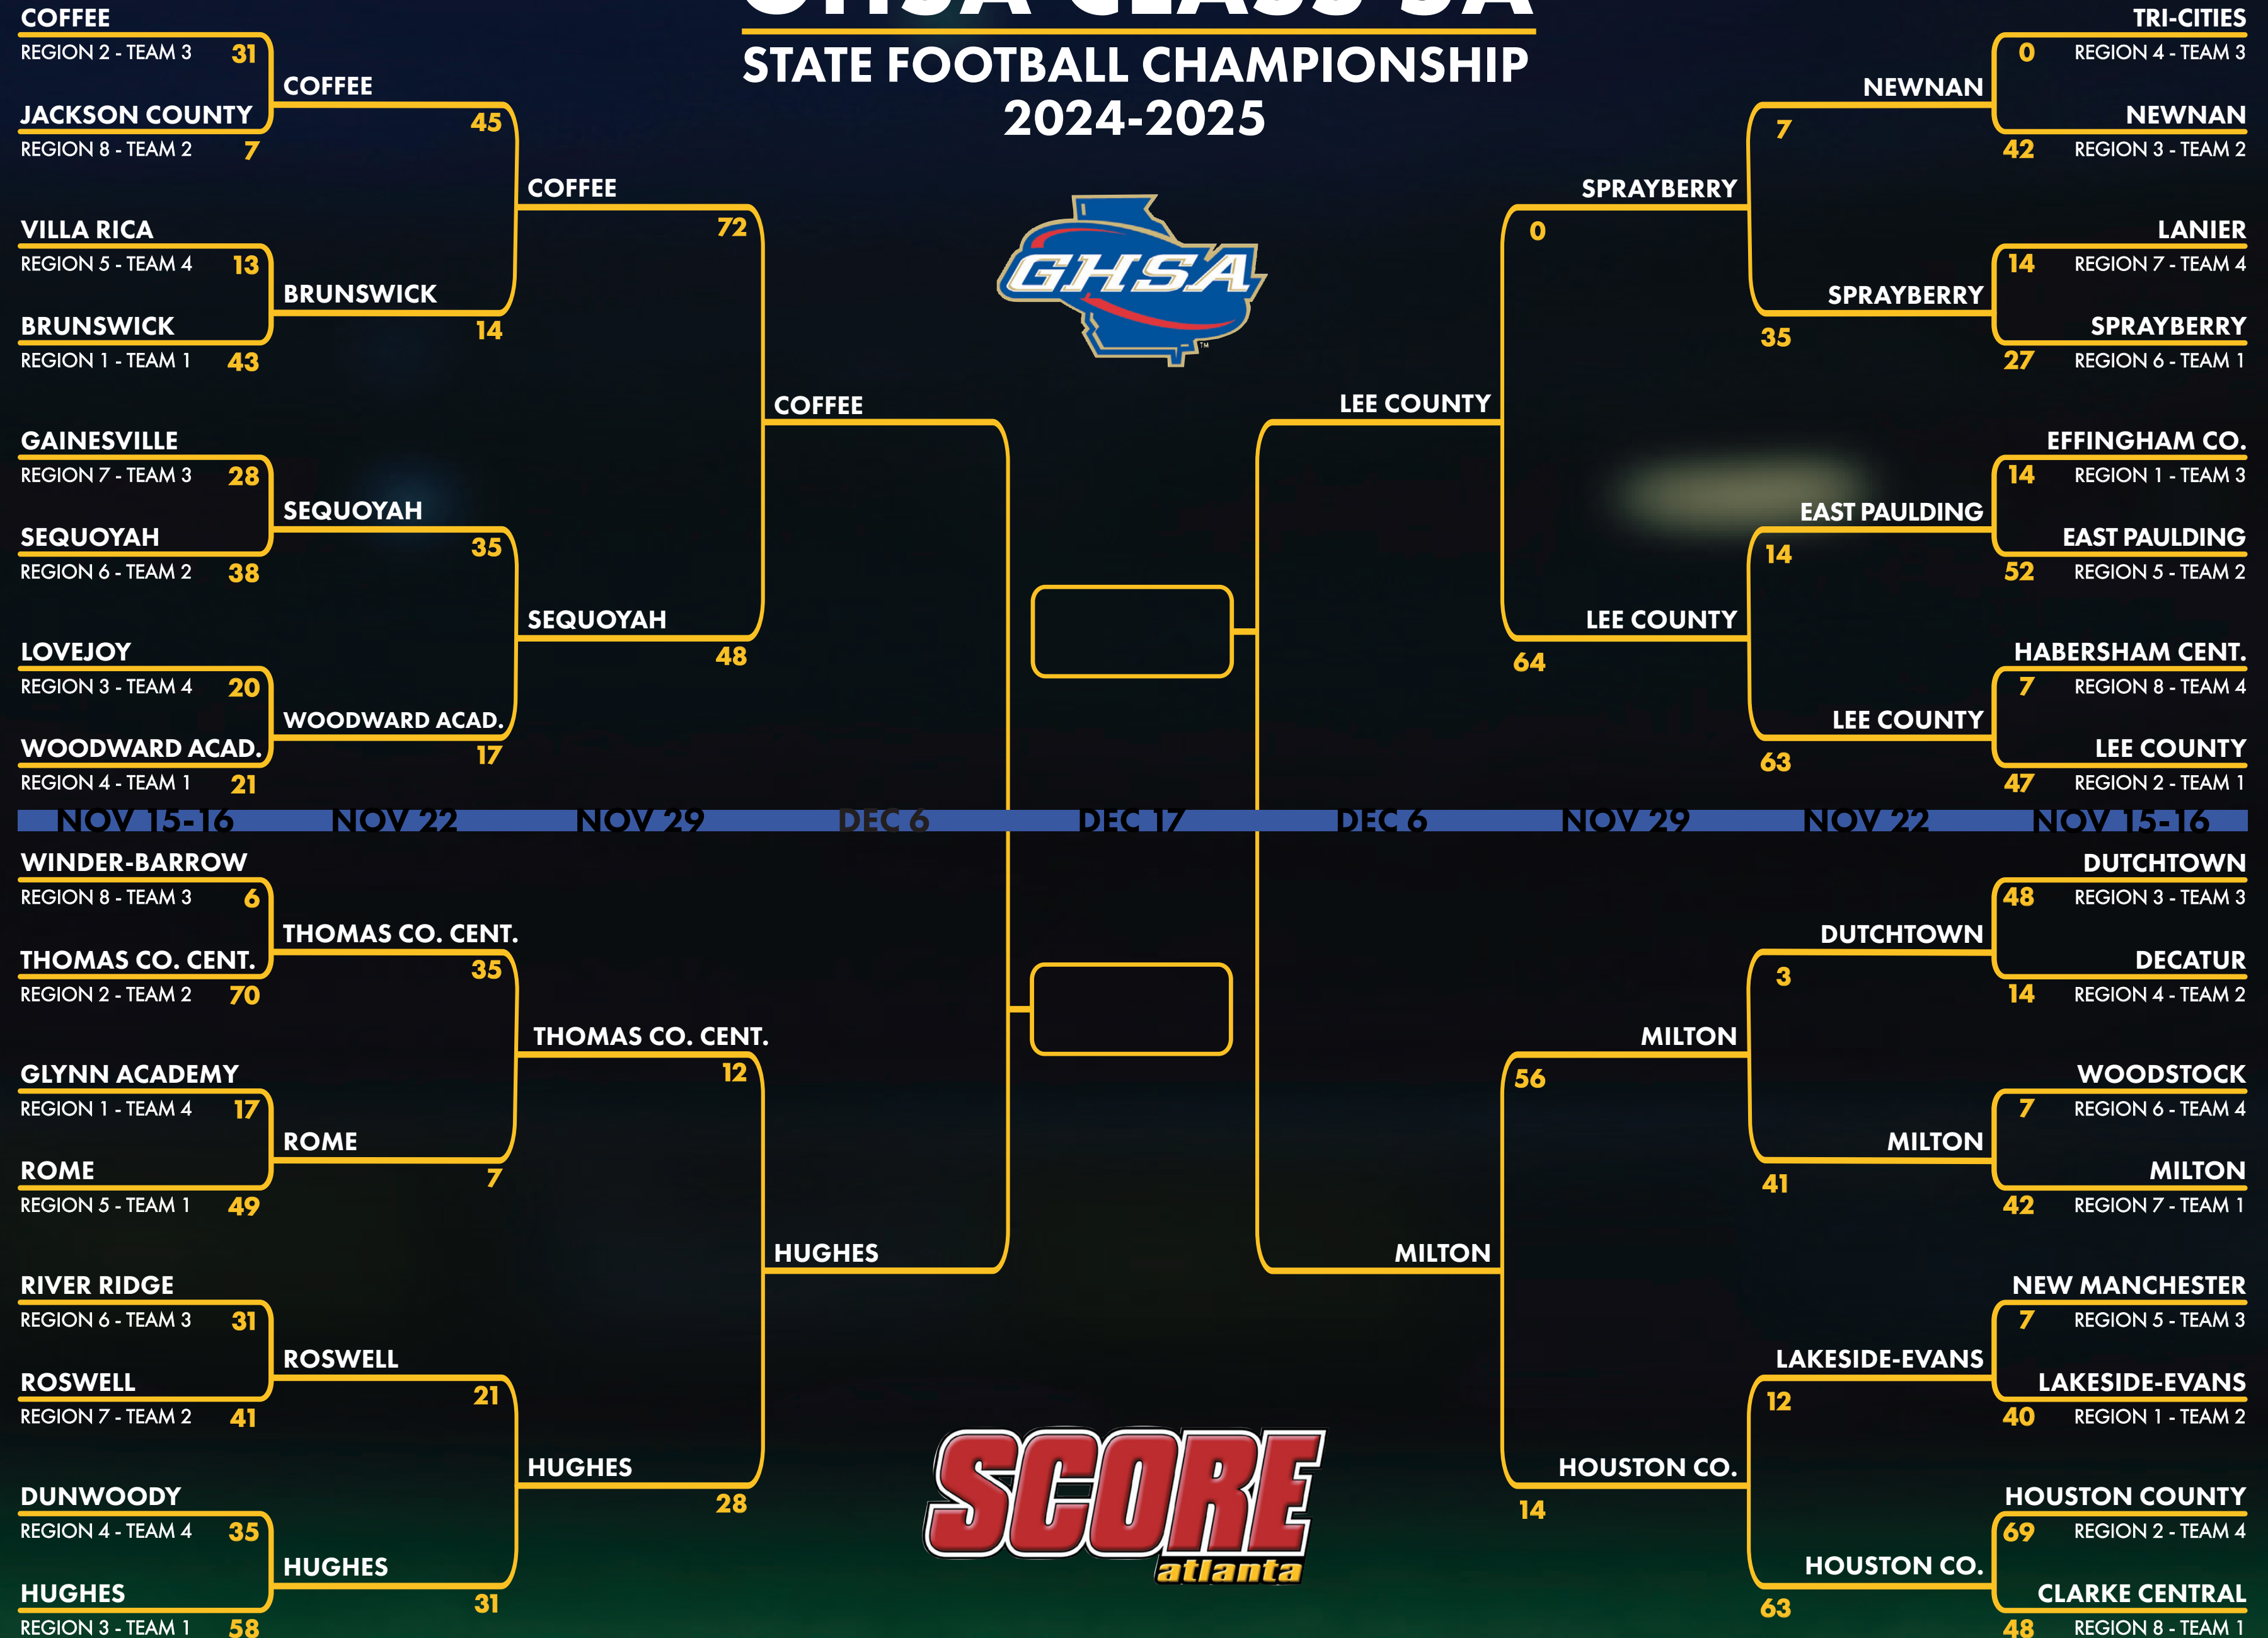 GHSA CLASS 5A
STATE FOOTBALL CHAMPIONSHIP
2024-2025
COFFEE
REGION 2 - TEAM 3 31
JACKSON COUNTY
REGION 8 - TEAM 2 7
VILLA RICA
REGION 5 - TEAM 4 13
BRUNSWICK
REGION 1 - TEAM 1 43
GAINESVILLE
REGION 7 - TEAM 3 28
SEQUOYAH
REGION 6 - TEAM 2 38
LOVEJOY
REGION 3 - TEAM 4 20
WOODWARD ACAD.
REGION 4 - TEAM 1 21
COFFEE
45
BRUNSWICK
14
SEQUOYAH
35
WOODWARD ACAD.
17
COFFEE
72
SEQUOYAH
48
COFFEE
GHSA
TM
LEE COUNTY
SPRAYBERRY
0
LEE COUNTY
64
NEWNAN
7
SPRAYBERRY
35
EAST PAULDING
14
LEE COUNTY
63
TRI-CITIES
0 REGION 4 - TEAM 3
NEWNAN
42 REGION 3 - TEAM 2
LANIER
14 REGION 7 - TEAM 4
SPRAYBERRY
27 REGION 6 - TEAM 1
EFFINGHAM CO.
14 REGION 1 - TEAM 3
EAST PAULDING
52 REGION 5 - TEAM 2
HABERSHAM CENT.
7 REGION 8 - TEAM 4
LEE COUNTY
47 REGION 2 - TEAM 1
NOV 15-16 NOV 22 NOV 29 DEC 6 DEC 17 DEC 6 NOV 29 NOV 22 NOV 15-16
WINDER-BARROW
REGION 8 - TEAM 3 6
THOMAS CO. CENT.
REGION 2 - TEAM 2 70
GLYNN ACADEMY
REGION 1 - TEAM 4 17
ROME
REGION 5 - TEAM 1 49
RIVER RIDGE
REGION 6 - TEAM 3 31
ROSWELL
REGION 7 - TEAM 2 41
DUNWOODY
REGION 4 - TEAM 4 35
HUGHES
REGION 3 - TEAM 1 58
THOMAS CO. CENT.
35
ROME
7
ROSWELL
21
HUGHES
31
THOMAS CO. CENT.
12
HUGHES
28
HUGHES
SCORE
atlanta
MILTON
MILTON
56
HOUSTON CO.
14
DUTCHTOWN
3
MILTON
41
LAKESIDE-EVANS
12
HOUSTON CO.
63
DUTCHTOWN
48 REGION 3 - TEAM 3
DECATUR
14 REGION 4 - TEAM 2
WOODSTOCK
7 REGION 6 - TEAM 4
MILTON
42 REGION 7 - TEAM 1
NEW MANCHESTER
7 REGION 5 - TEAM 3
LAKESIDE-EVANS
40 REGION 1 - TEAM 2
HOUSTON COUNTY
69 REGION 2 - TEAM 4
CLARKE CENTRAL
48 REGION 8 - TEAM 1